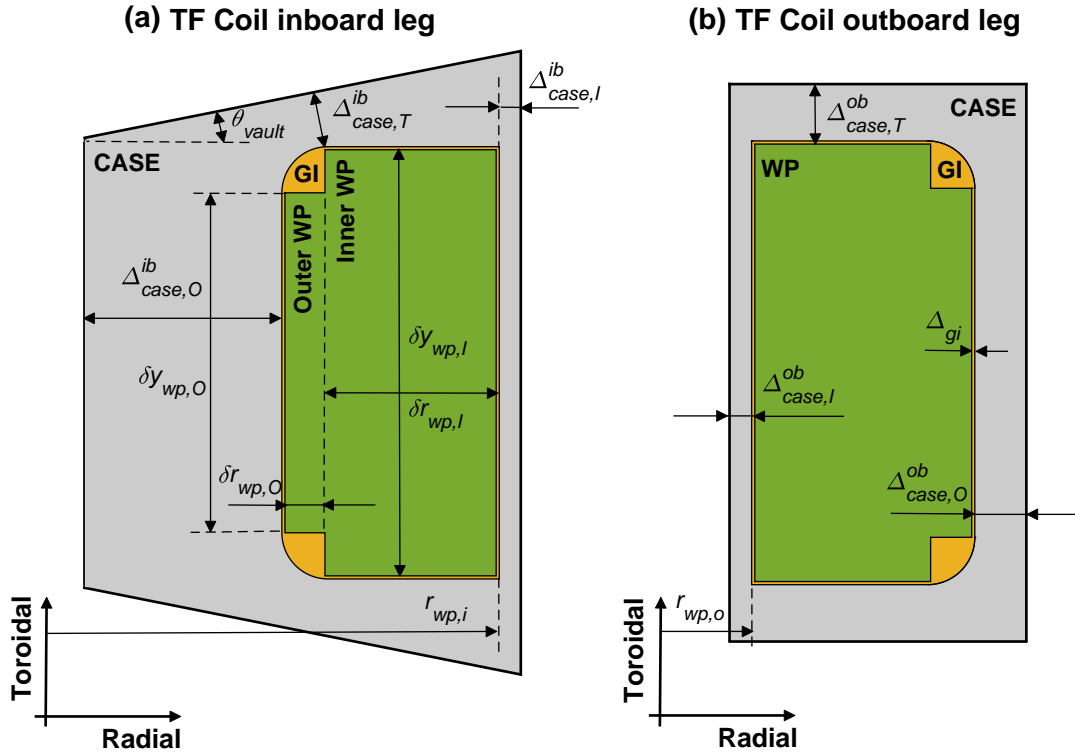 (a) TF Coil inboard leg
(b) TF Coil outboard leg
θ_vault
Δ^ib_case,T
Δ^ib_case,I
CASE
GI
Outer WP
Inner WP
Δ^ib_case,O
δy_wp,O
δy_wp,I
δr_wp,I
δr_wp,O
r_wp,i
Toroidal
Radial
Δ^ob_case,T
CASE
WP
GI
Δ_gi
Δ^ob_case,I
Δ^ob_case,O
r_wp,o
Toroidal
Radial